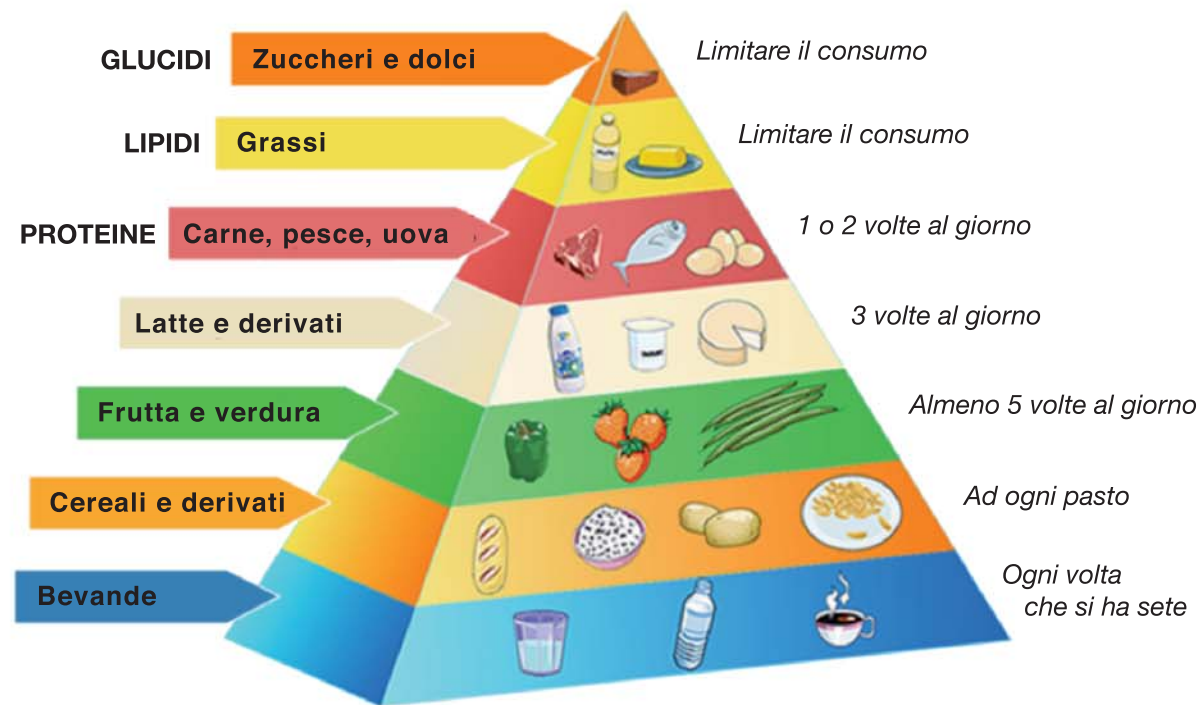 GLUCIDI Zuccheri e dolci Limitare il consumo
LIPIDI Grassi Limitare il consumo
PROTEINE Carne, pesce, uova 1 o 2 volte al giorno
Latte e derivati 3 volte al giorno
Frutta e verdura Almeno 5 volte al giorno
Cereali e derivati Ad ogni pasto
Bevande Ogni volta
che si ha sete